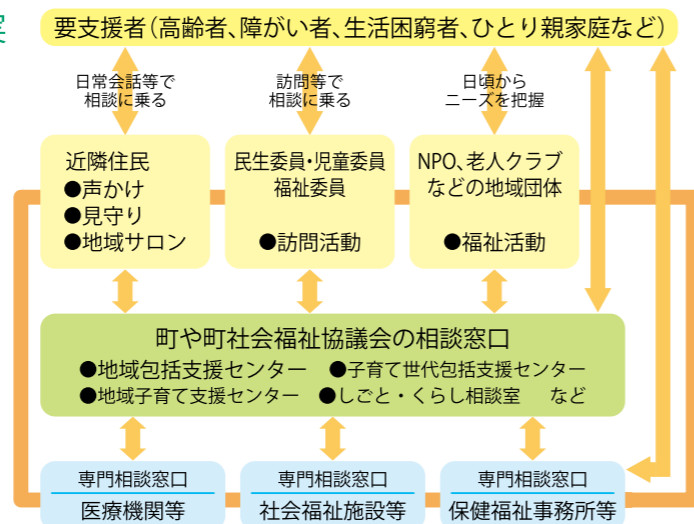 実
要支援者(高齢者、障がい者、生活困窮者、ひとり親家庭など)
日常会話等で
相談に乗る
訪問等で
相談に乗る
日頃から
ニーズを把握
近隣住民
●声かけ
●見守り
●地域サロン
民生委員・児童委員
福祉委員
●訪問活動
NPO、老人クラブ
などの地域団体
●福祉活動
町や町社会福祉協議会の相談窓口
●地域包括支援センター ●子育て世代包括支援センター
●地域子育て支援センター ●しごと・くらし相談室 など
専門相談窓口
医療機関等
専門相談窓口
社会福祉施設等
専門相談窓口
保健福祉事務所等